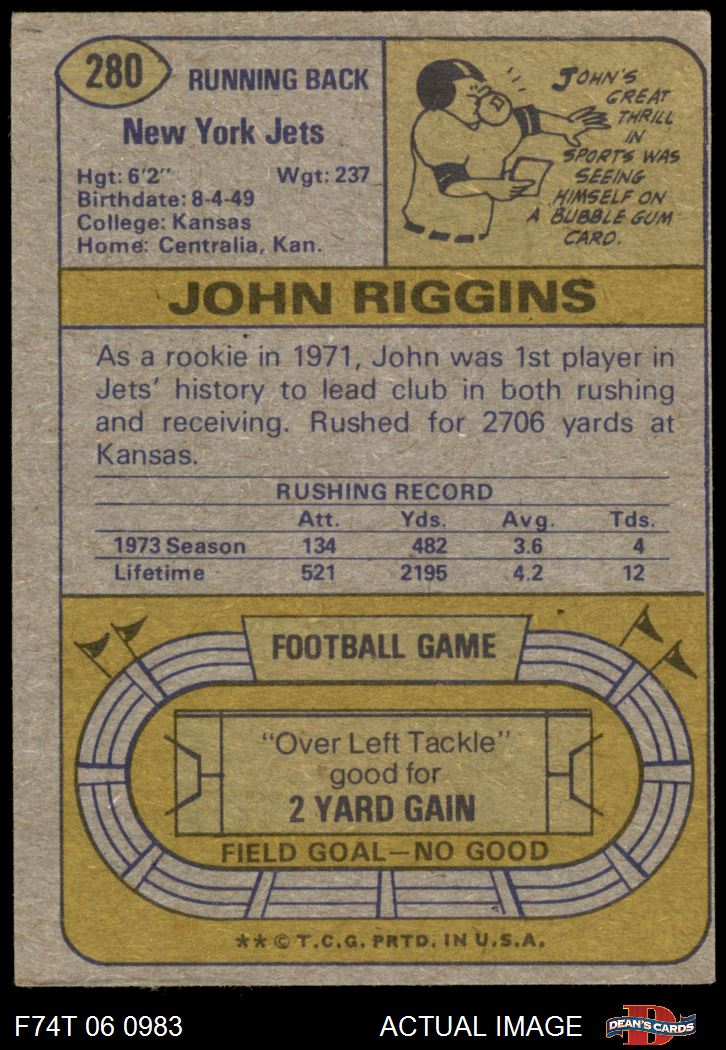 280
RUNNING BACK
New York Jets
Hgt: 6'2" Wgt: 237
Birthdate: 8-4-49
College: Kansas
Home: Centralia, Kan.
JOHN'S
GREAT
THRILL
IN
SPORTS WAS
SEEING
HIMSELF ON
A BUBBLE GUM
CARD.
JOHN RIGGINS
As a rookie in 1971, John was 1st player in
Jets' history to lead club in both rushing
and receiving. Rushed for 2706 yards at
Kansas.
RUSHING RECORD
Att. Yds. Avg. Tds.
1973 Season 134 482 3.6 4
Lifetime 521 2195 4.2 12
FOOTBALL GAME
"Over Left Tackle"
good for
2 YARD GAIN
FIELD GOAL—NO GOOD
** © T.C.G. PRTD. IN U.S.A.
F74T 06 0983 ACTUAL IMAGE
D
DEAN'S CARDS